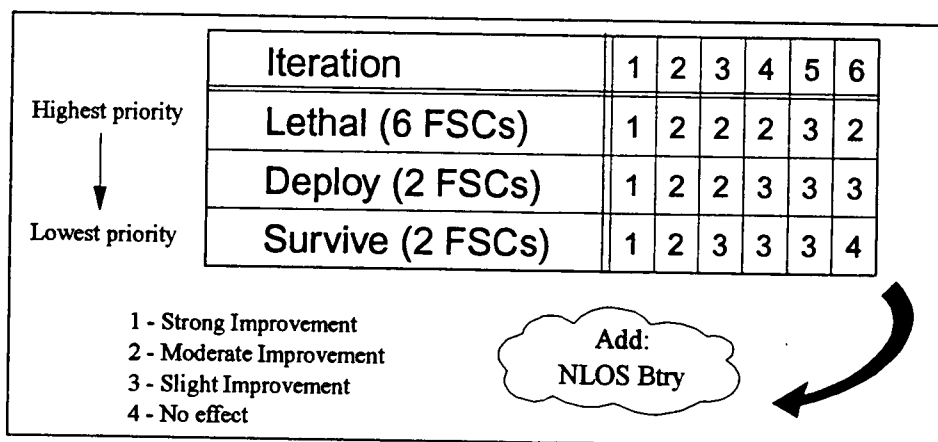 Iteration 1 2 3 4 5 6
Highest priority
Lethal (6 FSCs) 1 2 2 2 3 2
Deploy (2 FSCs) 1 2 2 3 3 3
Lowest priority
Survive (2 FSCs) 1 2 3 3 3 4
1 - Strong Improvement
2 - Moderate Improvement
3 - Slight Improvement
4 - No effect
Add:
NLOS Btry